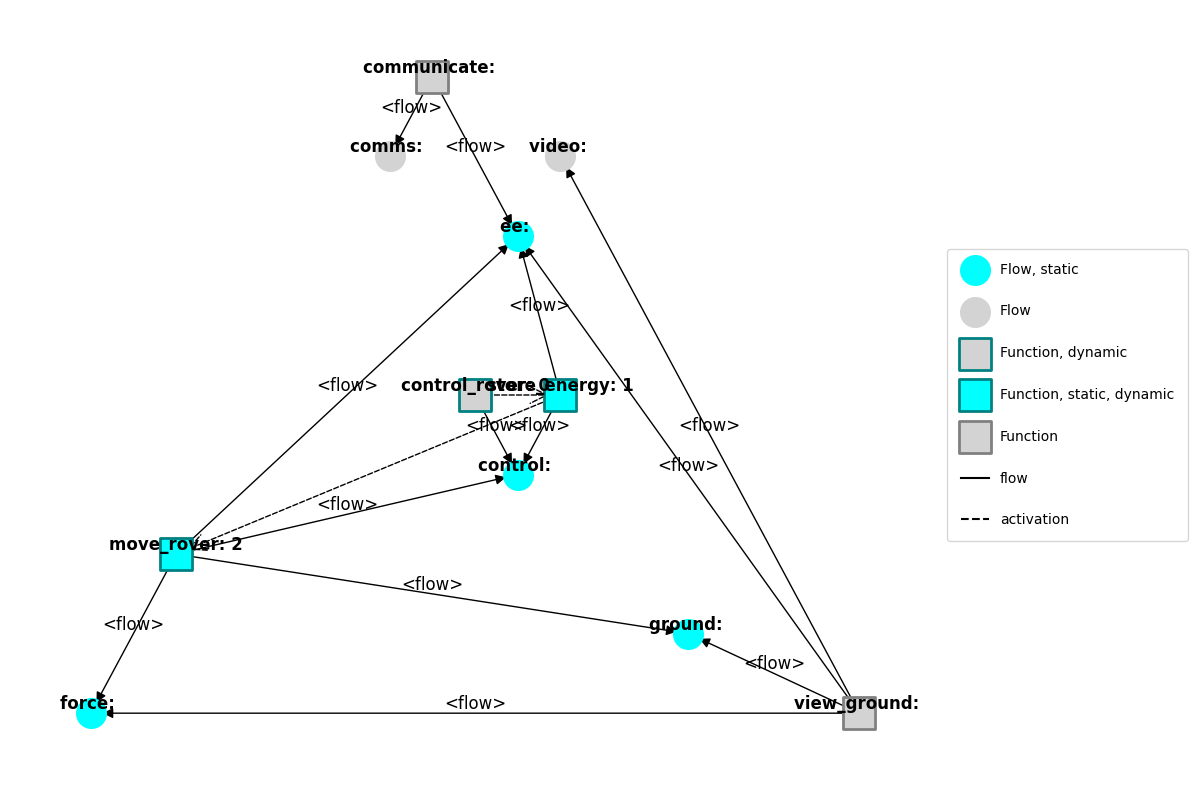 communicate:
<flow>
comms:
<flow>
video:
ee:
<flow>
<flow>
control_rover: 0
store_energy: 1
<flow>
<flow>
<flow>
<flow>
control:
<flow>
move_rover: 2
<flow>
ground:
<flow>
<flow>
force:
<flow>
view_ground:
Flow, static
Flow
Function, dynamic
Function, static, dynamic
Function
flow
activation